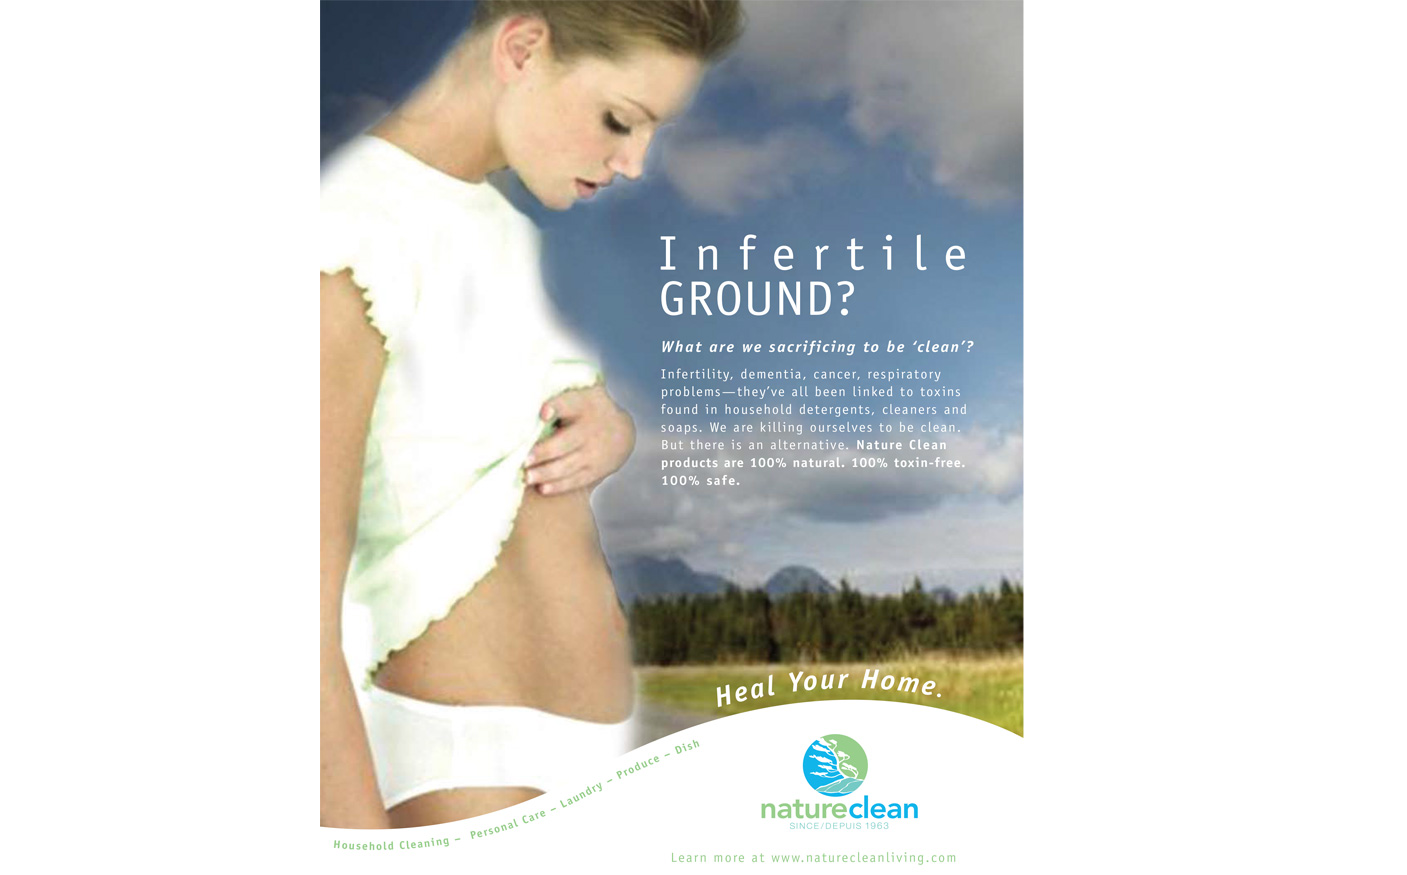 Infertile
GROUND?
What are we sacrificing to be ‘clean’?
Infertility, dementia, cancer, respiratory
problems—they’ve all been linked to toxins
found in household detergents, cleaners and
soaps. We are killing ourselves to be clean.
But there is an alternative. Nature Clean
products are 100% natural. 100% toxin-free.
100% safe.
Heal Your Home.
Household Cleaning – Personal Care – Laundry – Produce – Dish
natureclean
SINCE/DEPUIS 1963
Learn more at www.naturecleanliving.com